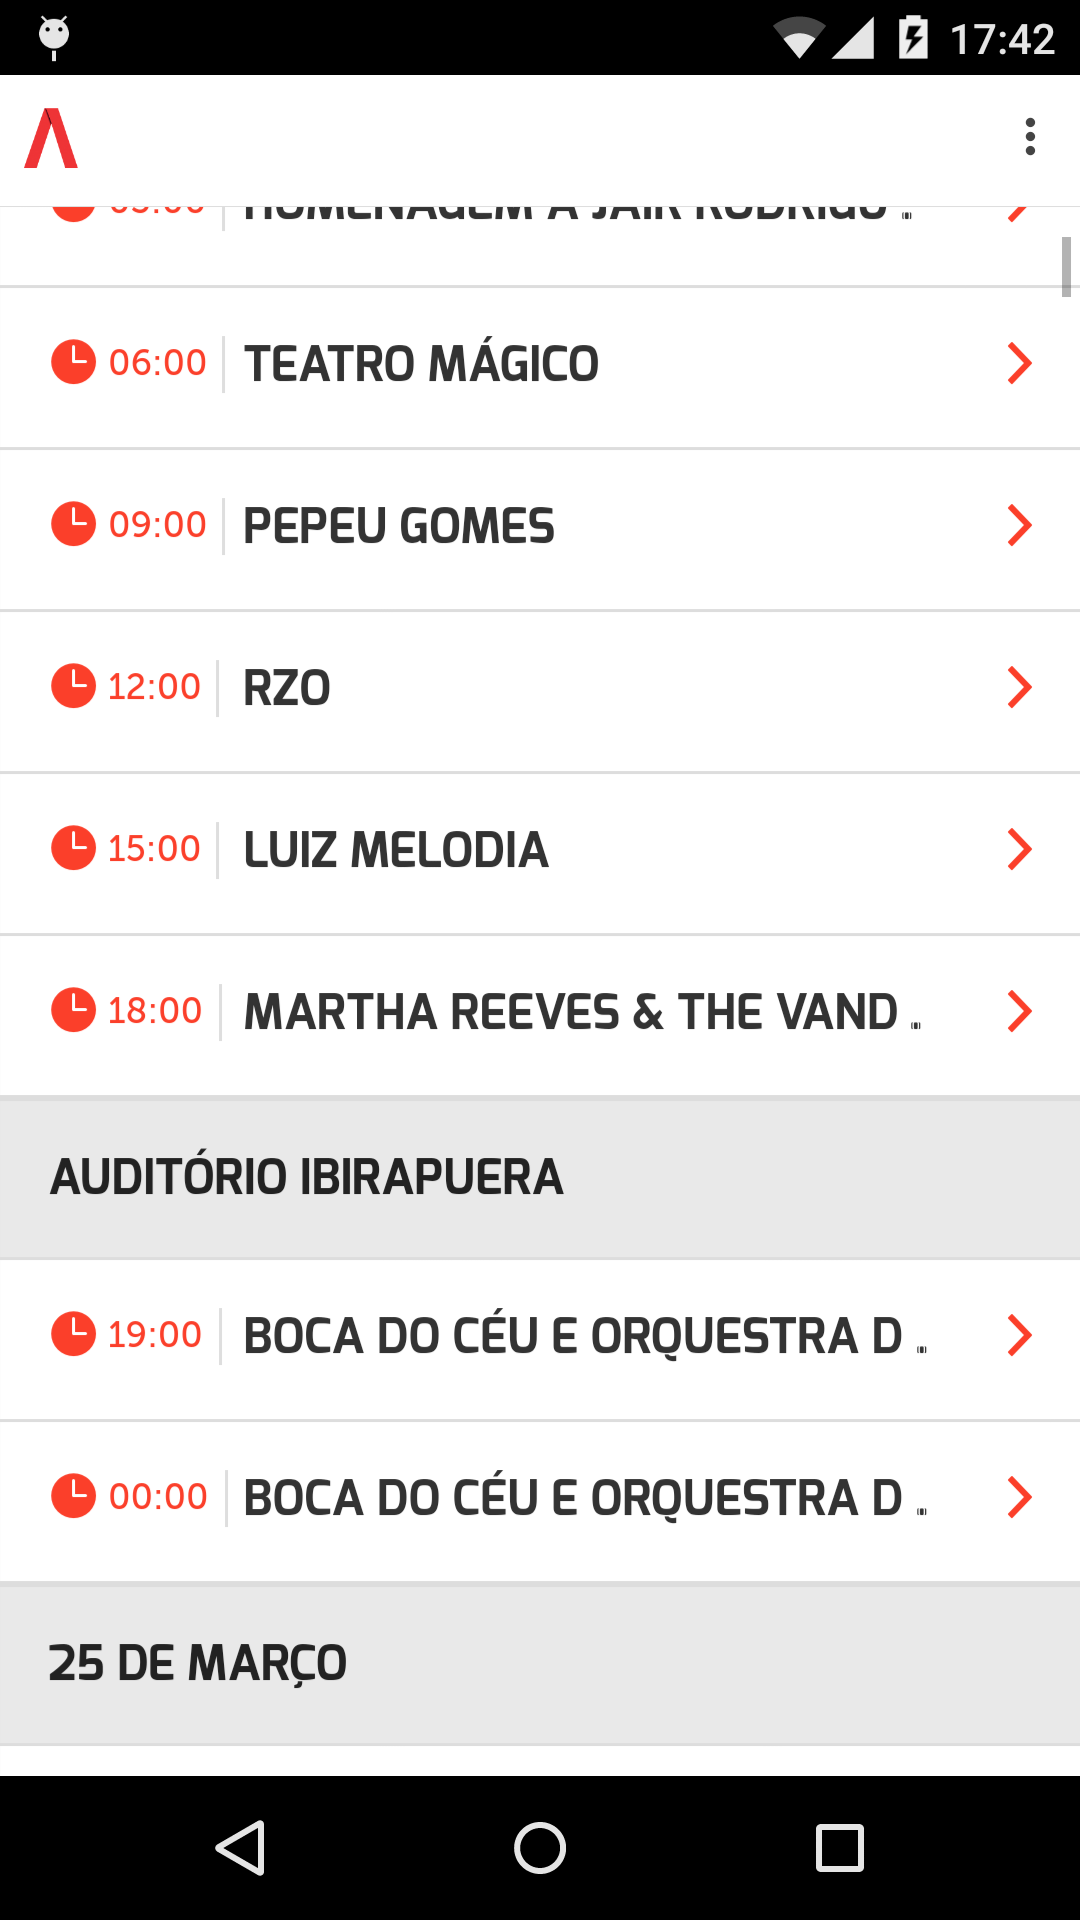 17:42
HOMENAGEM A JAIR RODRIGO ...
06:00 TEATRO MÁGICO
09:00 PEPEU GOMES
12:00 RZO
15:00 LUIZ MELODIA
18:00 MARTHA REEVES & THE VAND ...
AUDITÓRIO IBIRAPUERA
19:00 BOCA DO CÉU E ORQUESTRA D ...
00:00 BOCA DO CÉU E ORQUESTRA D ...
25 DE MARÇO